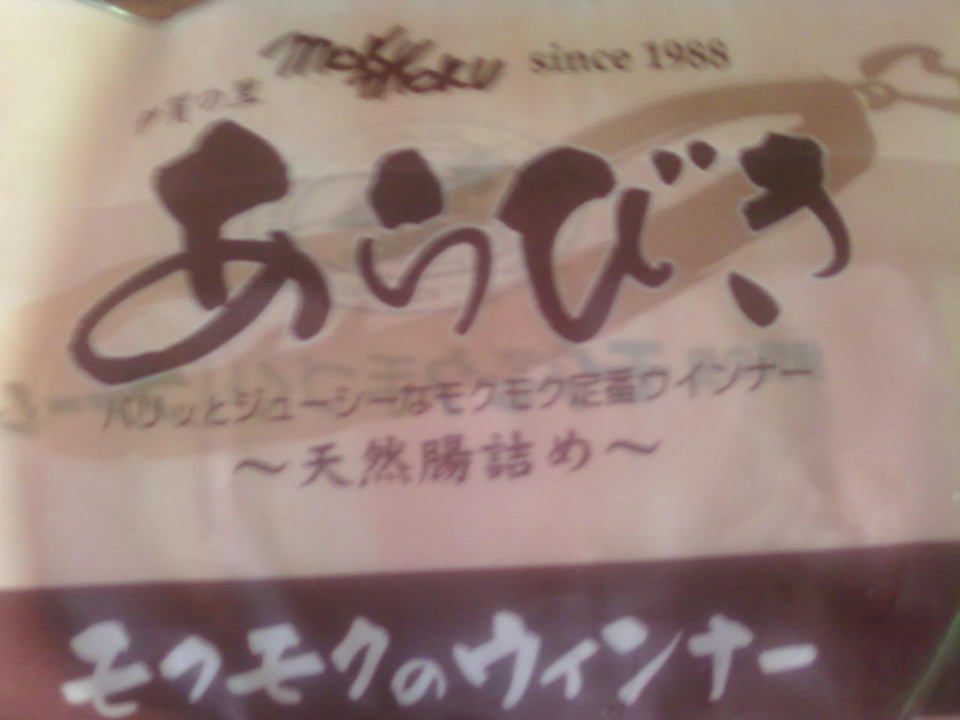 mokumoku since 1988
伊賀の里
あらびき
パリッとジューシーなモクモク定番ウインナー
～天然腸詰め～
モクモクのウィンナー